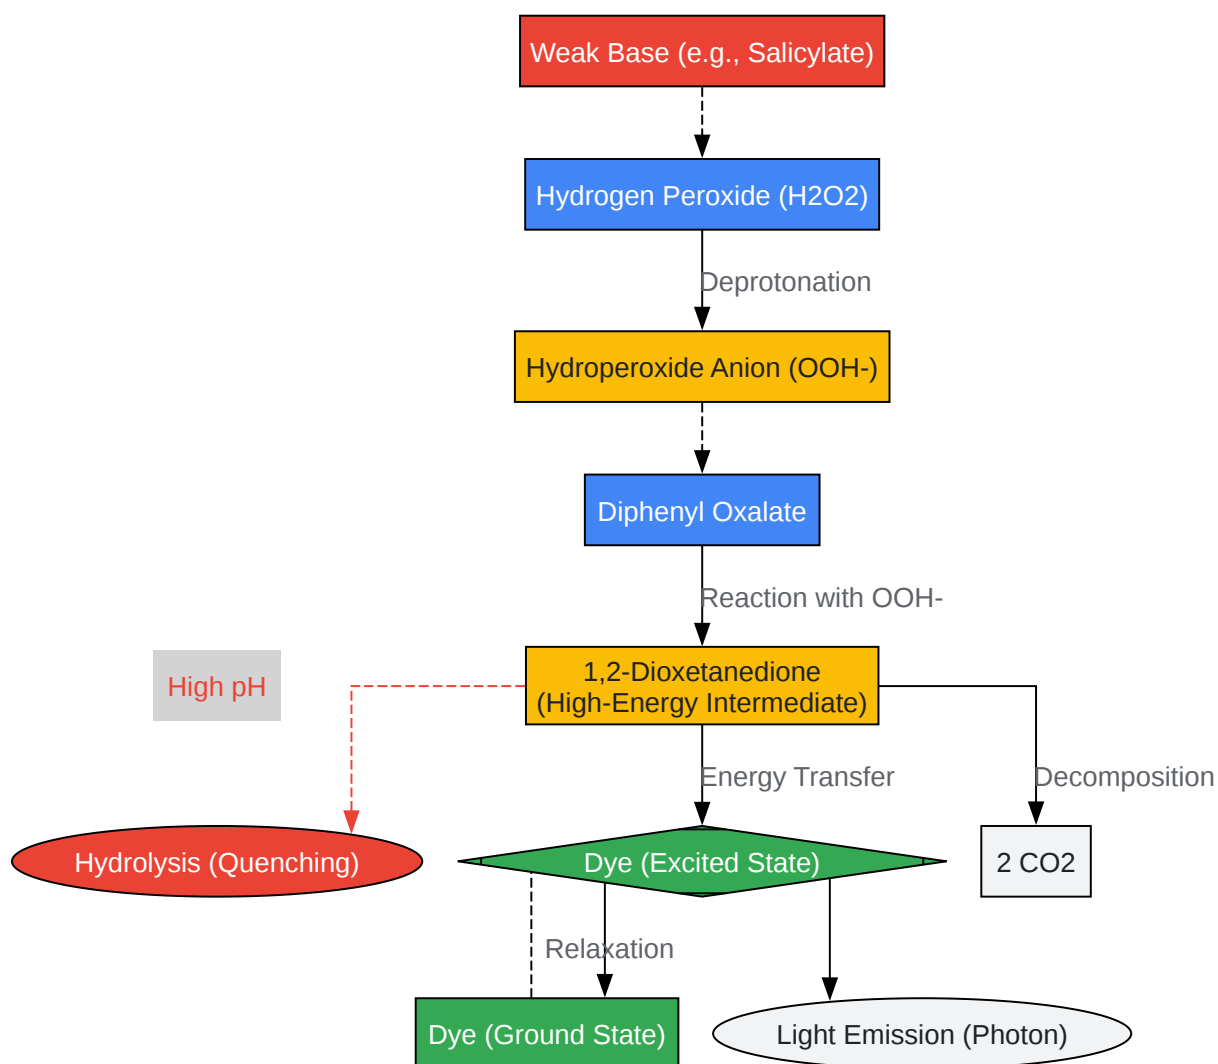 Weak Base (e.g., Salicylate)
Hydrogen Peroxide (H2O2)
Deprotonation
Hydroperoxide Anion (OOH-)
Diphenyl Oxalate
Reaction with OOH-
High pH
1,2-Dioxetanedione
(High-Energy Intermediate)
Energy Transfer
Decomposition
Hydrolysis (Quenching)
Dye (Excited State)
2 CO2
Relaxation
Dye (Ground State)
Light Emission (Photon)